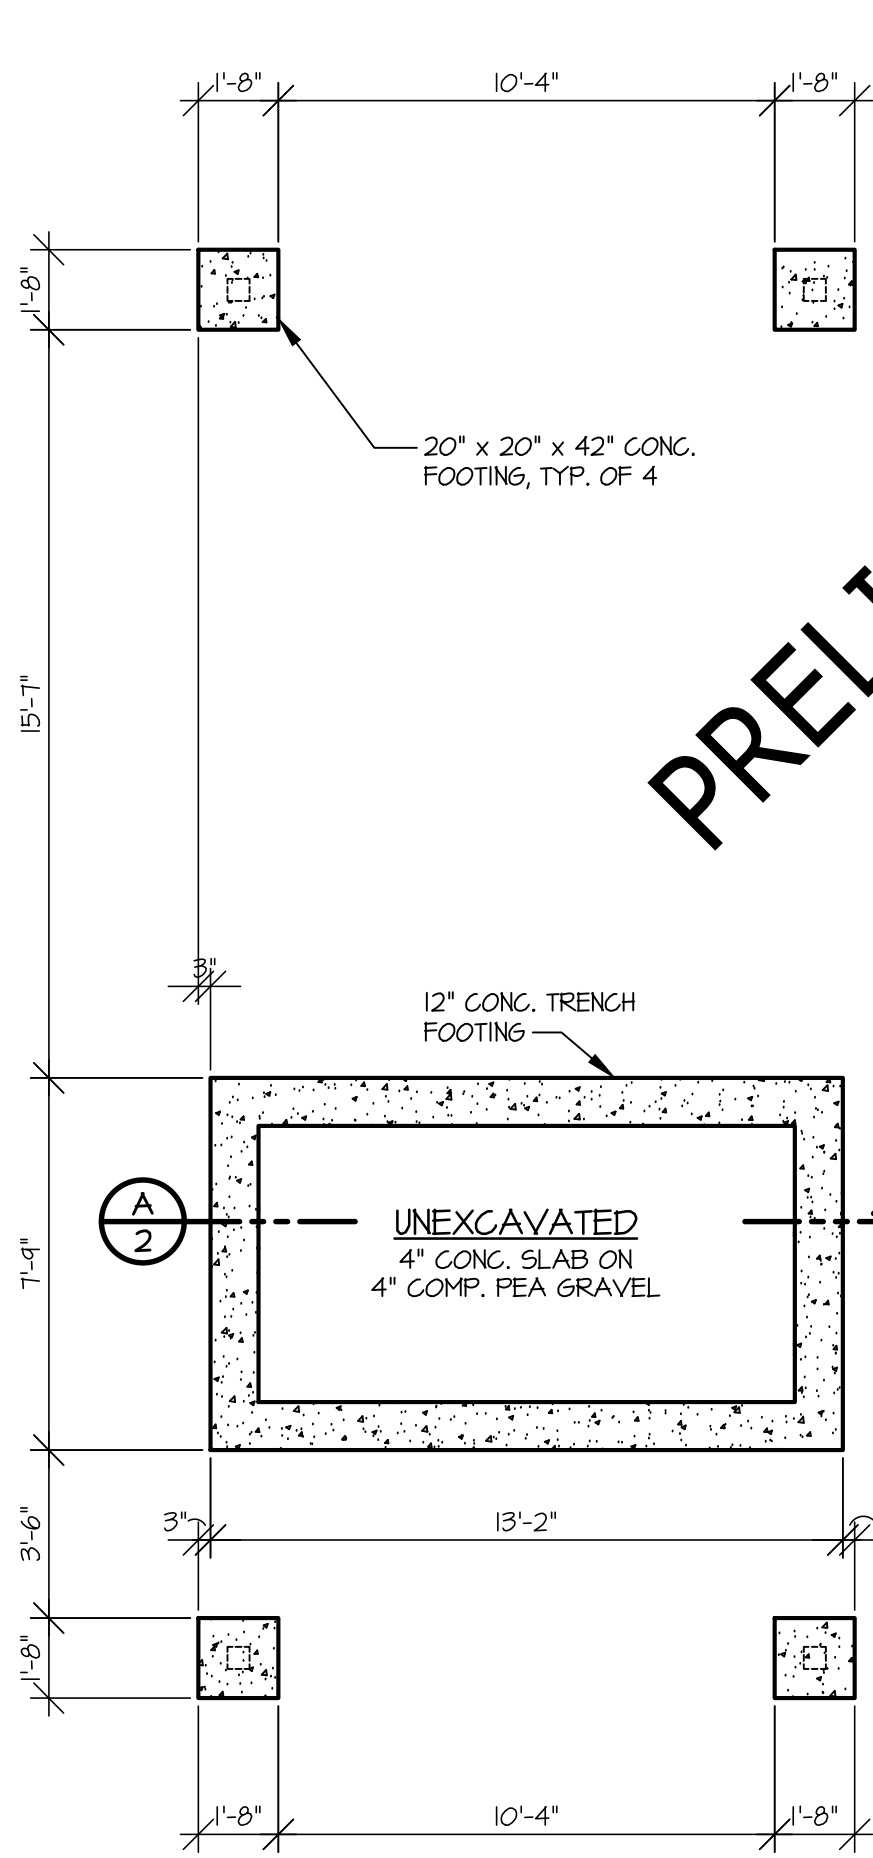 1'-8"
10'-4"
1'-8"
1'-8"
20" x 20" x 42" CONC.
FOOTING, TYP. OF 4
15'-7"
PRELI
3"
12" CONC. TRENCH
FOOTING
A
2
UNEXCAVATED
4" CONC. SLAB ON
4" COMP. PEA GRAVEL
7'-9"
3"
13'-2"
3'-6"
1'-8"
1'-8"
10'-4"
1'-8"